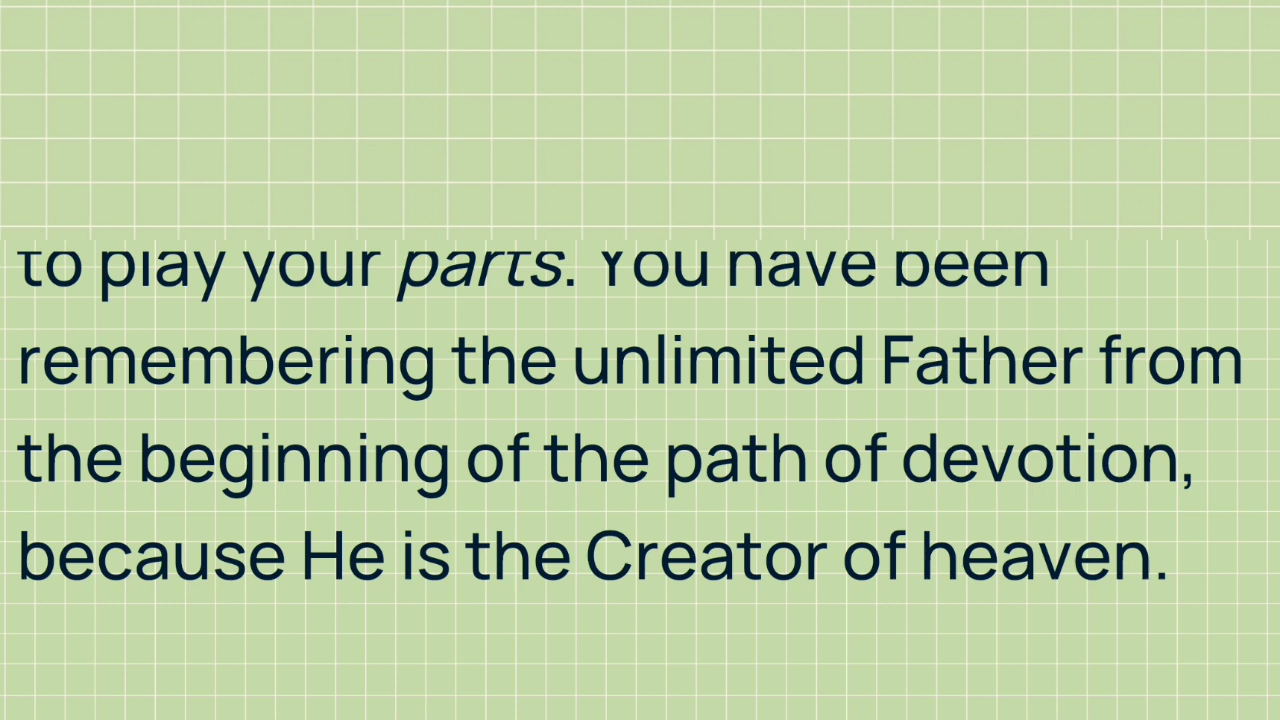 to play your parts. You have been
remembering the unlimited Father from
the beginning of the path of devotion,
because He is the Creator of heaven.